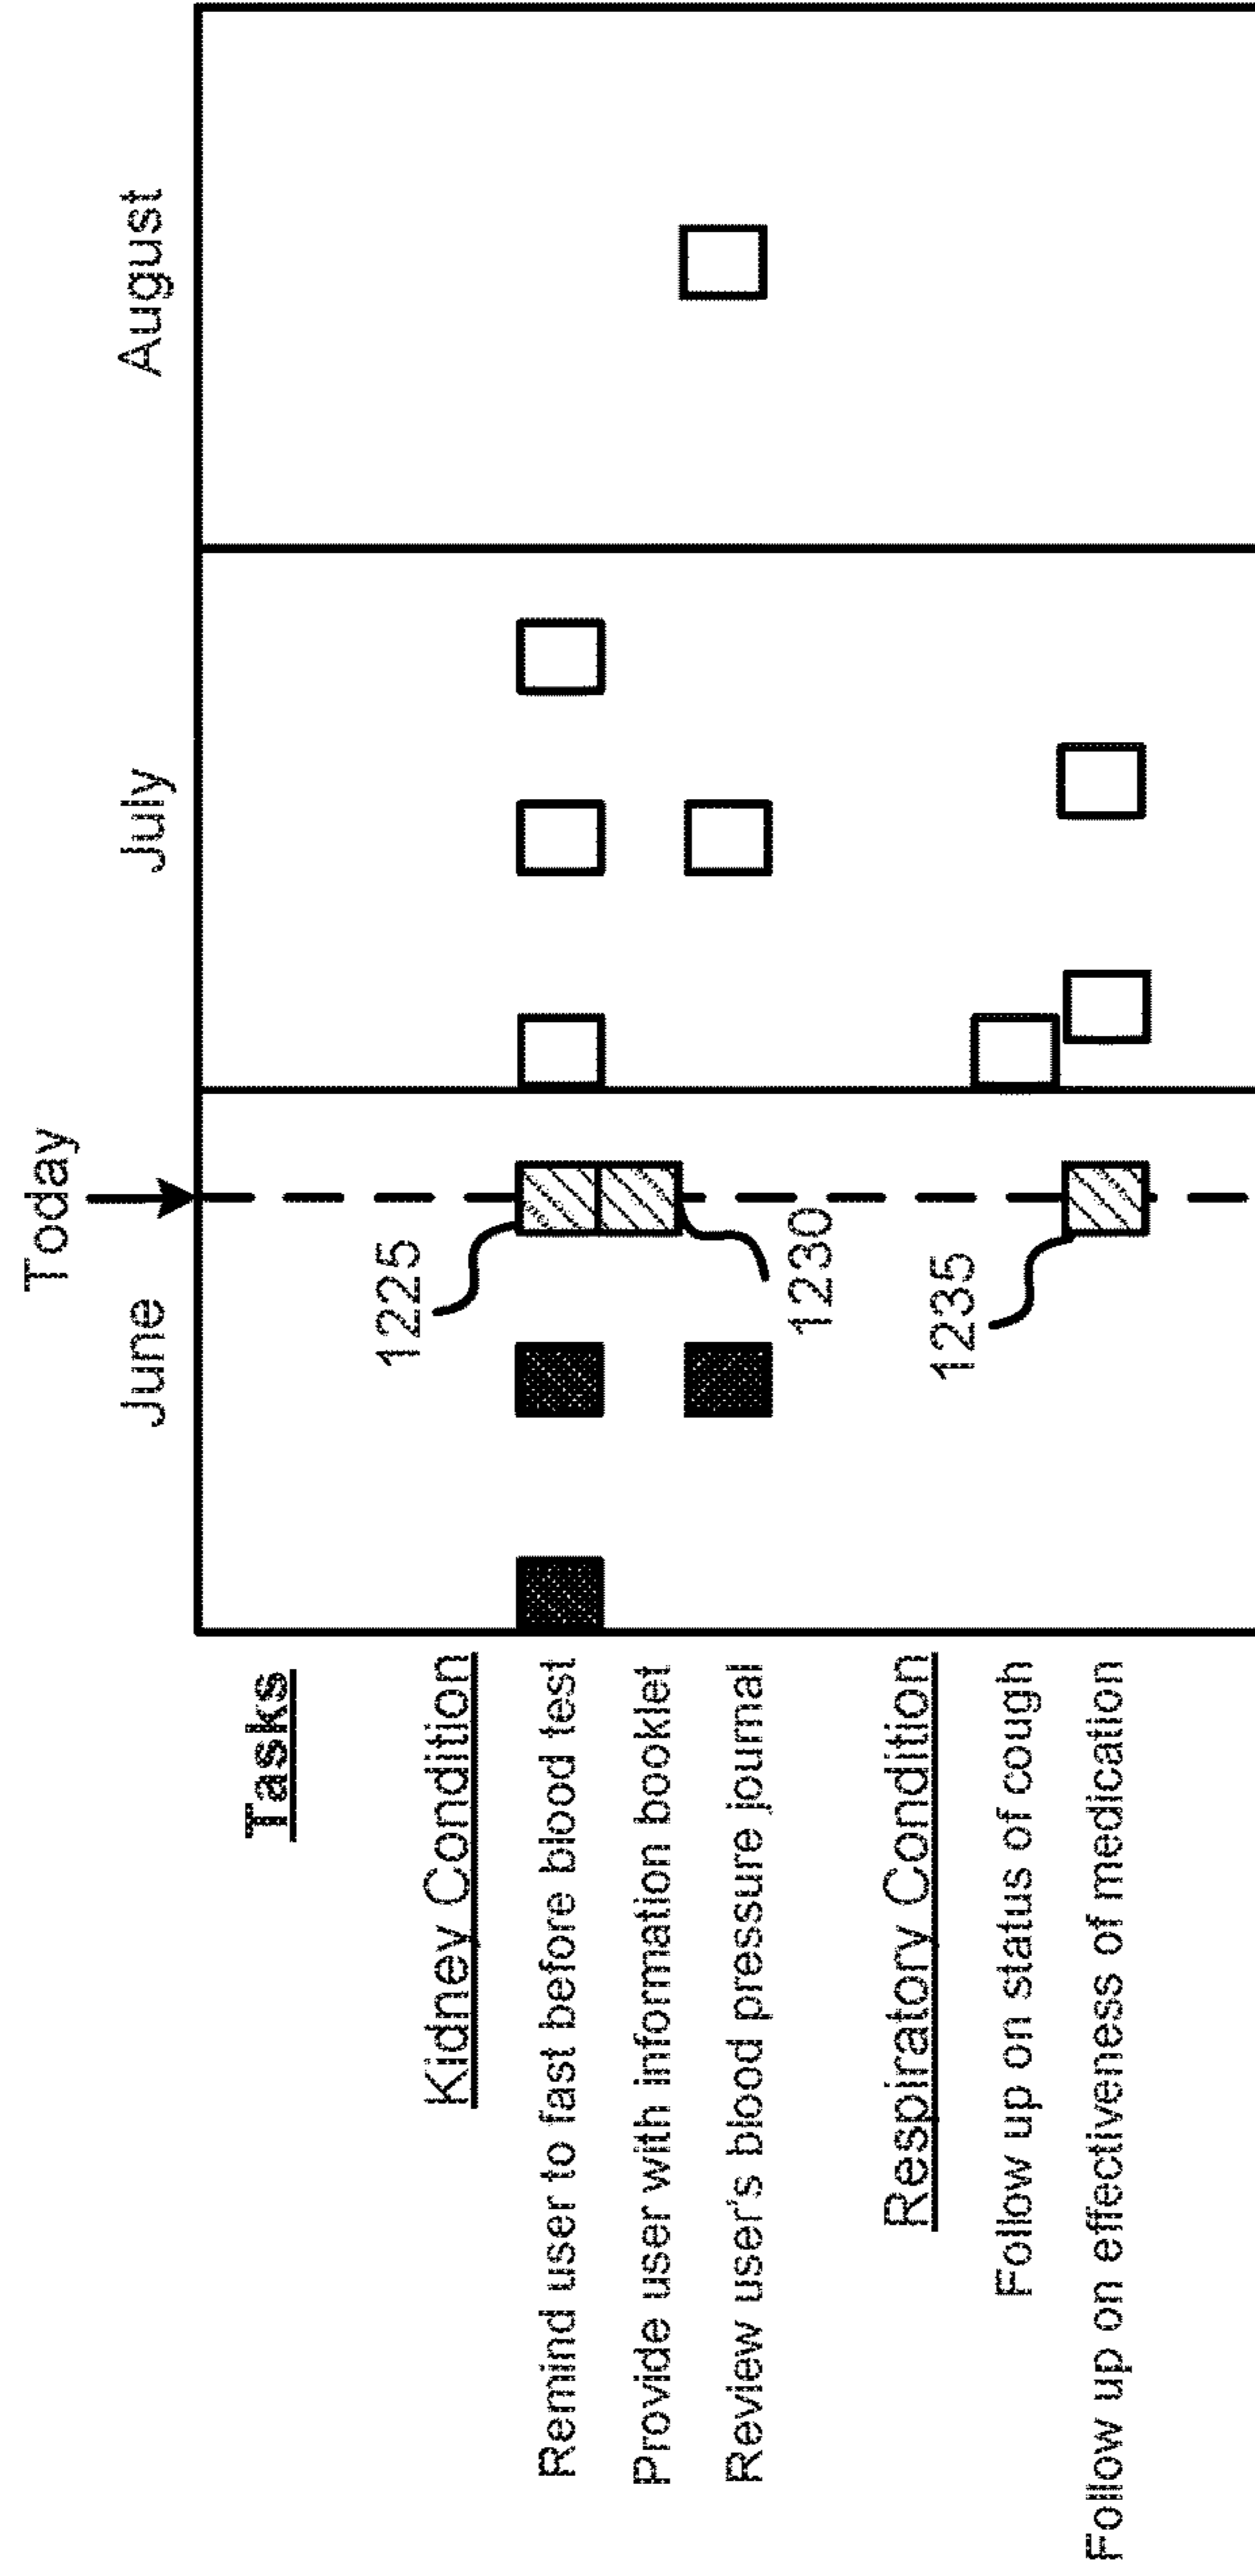 Today
June
July
August
Tasks
Kidney Condition
1225
Remind user to fast before blood test
Provide user with information booklet
Review user's blood pressure journal
1230
Respiratory Condition
1235
Follow up on status of cough
Follow up on effectiveness of medication